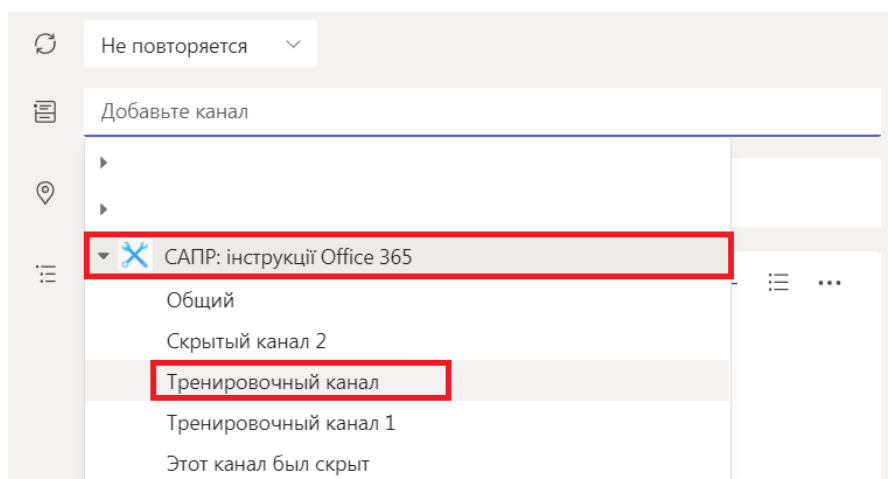 Не повторяется
Добавьте канал
САПР: інструкції Office 365
Общий
Скрытый канал 2
Тренировочный канал
Тренировочный канал 1
Этот канал был скрыт